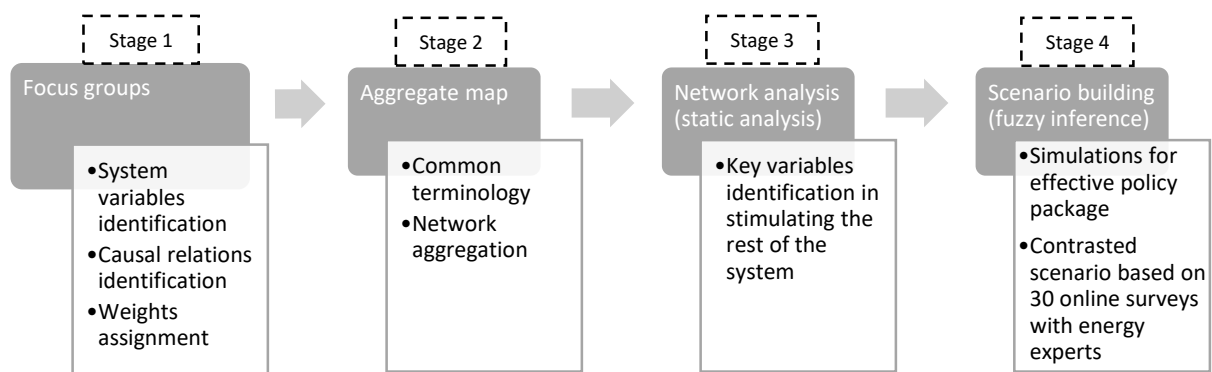 Stage 1
Focus groups
•System
variables
identification
•Causal relations
identification
•Weights
assignment
Stage 2
Aggregate map
•Common
terminology
•Network
aggregation
Stage 3
Network analysis
(static analysis)
•Key variables
identification in
stimulating the
rest of the
system
Stage 4
Scenario building
(fuzzy inference)
•Simulations for
effective policy
package
•Contrasted
scenario based on
30 online surveys
with energy
experts